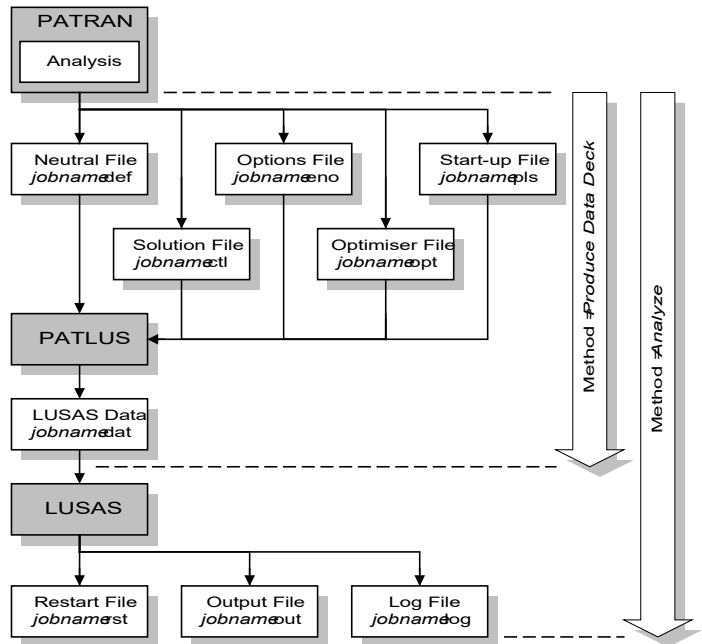 PATRAN
Analysis
Neutral File
jobname.def
Options File
jobname.eno
Start-up File
jobname.pls
Solution File
jobname.ctl
Optimiser File
jobname.opt
PATLUS
LUSAS Data
jobname.dat
LUSAS
Restart File
jobname.rst
Output File
jobname.out
Log File
jobname.log
Method =Produce Data Deck
Method =Analyze